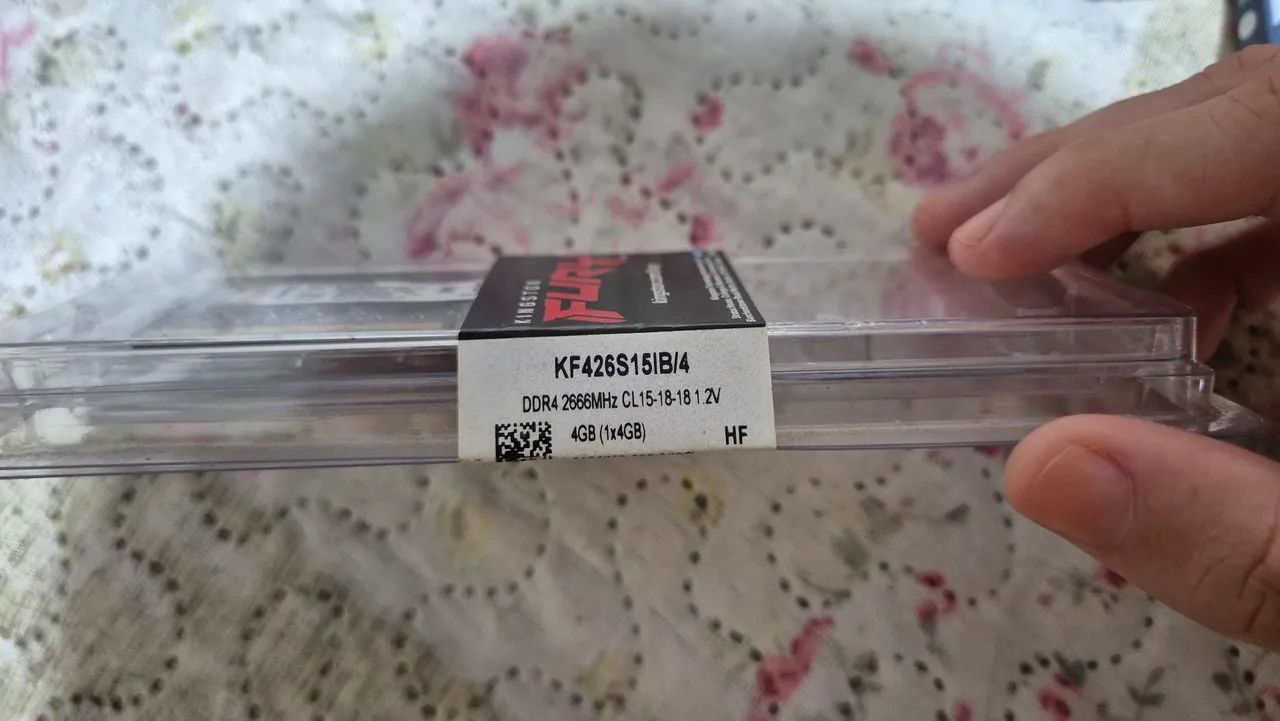 KINGSTON
FURY
KF426S15IB/4
DDR4 2666MHz CL15-18-18 1.2V
4GB (1x4GB)
HF